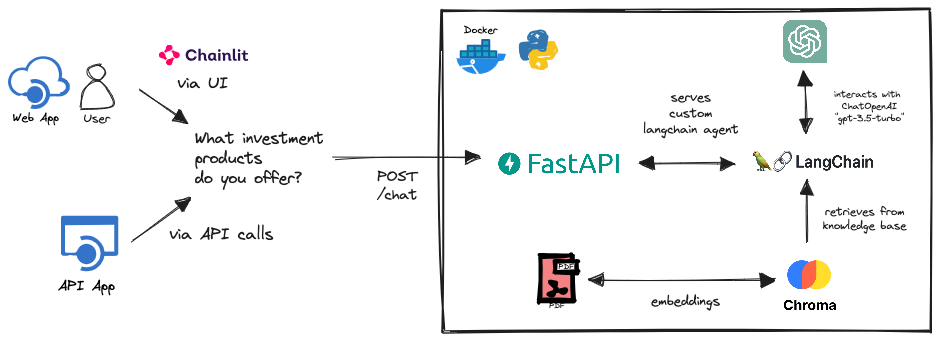 Chainlit
via UI
Web App
User
What investment
products
do you offer?
via API calls
API App
POST
/chat
Docker
FastAPI
serves
custom
langchain agent
interacts with
ChatOpenAI
"gpt-3.5-turbo"
LangChain
retrieves from
knowledge base
PDF
PDF
embeddings
Chroma